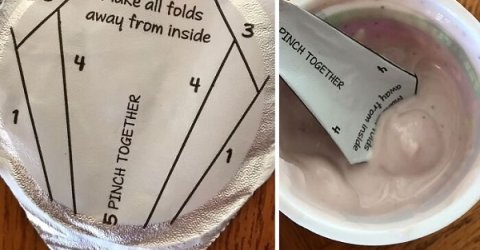 Make all folds
away from inside
3
4
4
1
1
5 PINCH TOGETHER
PINCH TOGETHER
4
away from inside
4